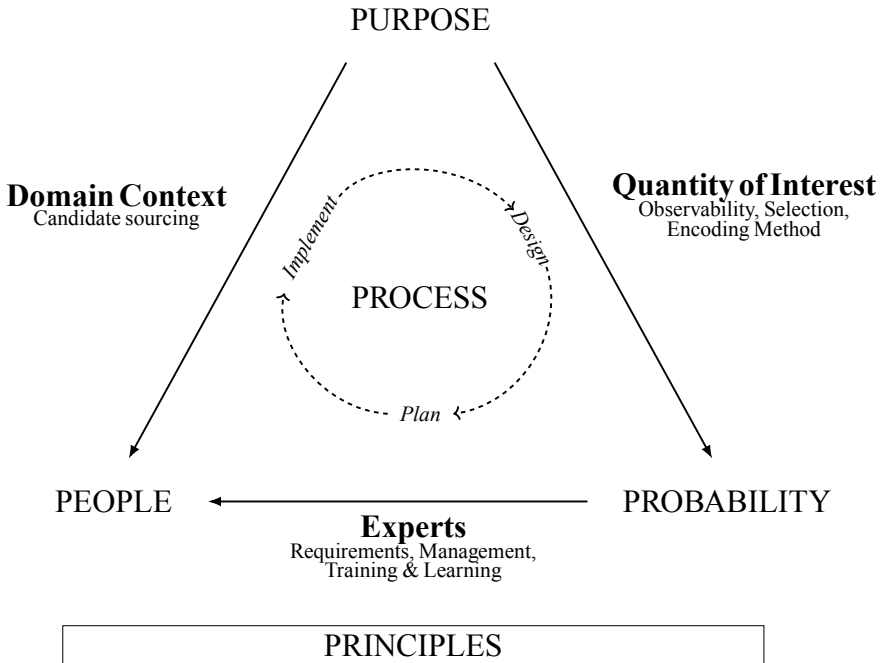 PURPOSE
Domain Context
Candidate sourcing
Quantity of Interest
Observability, Selection,
Encoding Method
Implement
Design
PROCESS
Plan
PEOPLE
PROBABILITY
Experts
Requirements, Management,
Training & Learning
PRINCIPLES